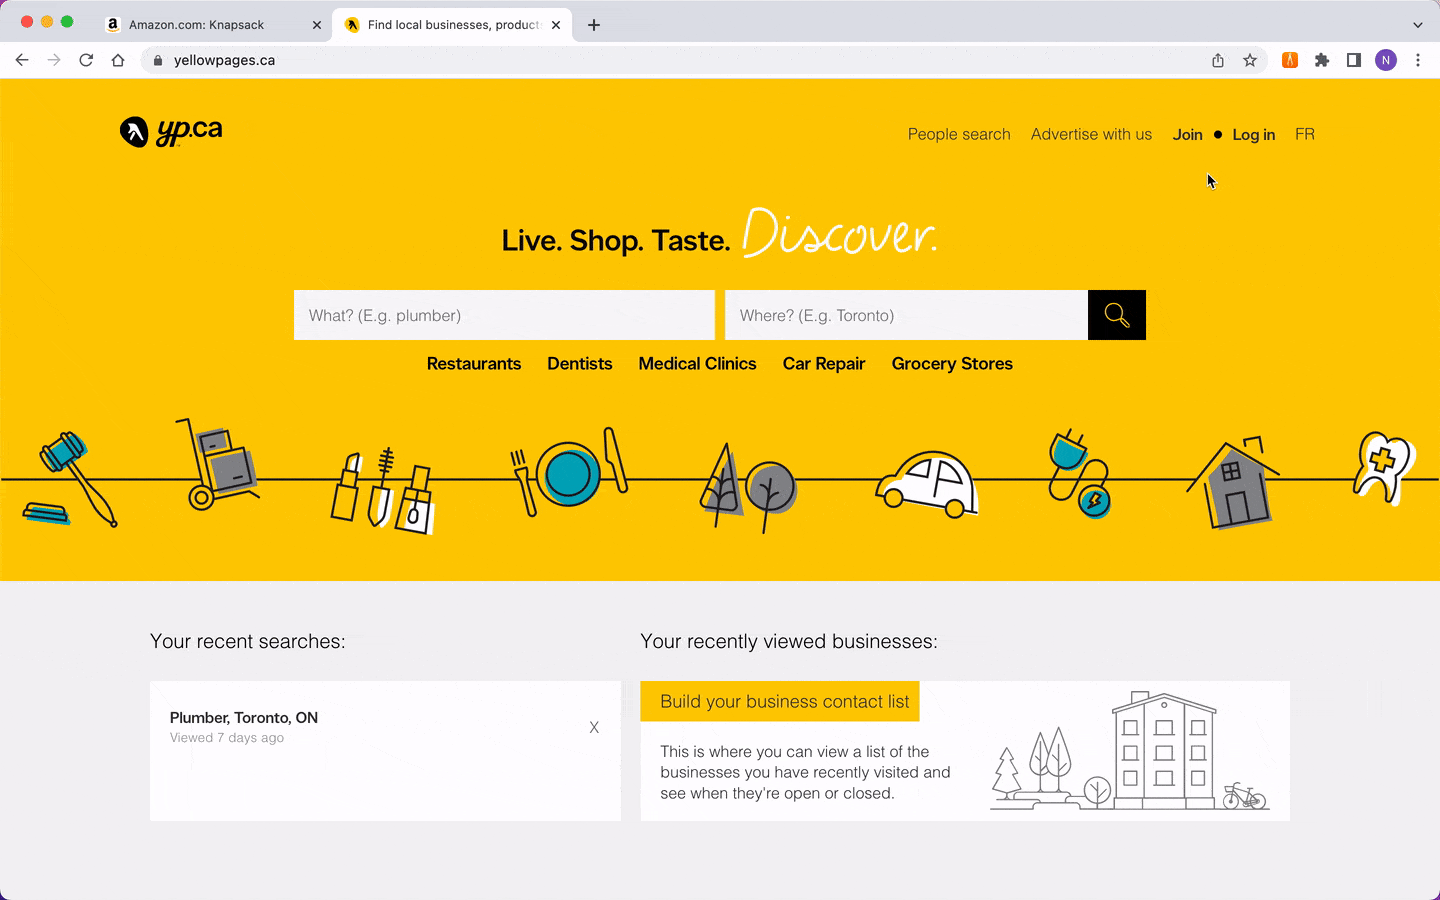 Amazon.com: Knapsack
Find local businesses, products
yellowpages.ca
N
yp.ca
People search Advertise with us Join ● Log in FR
Live. Shop. Taste. Discover.
What? (E.g. plumber) Where? (E.g. Toronto)
Restaurants Dentists Medical Clinics Car Repair Grocery Stores
Your recent searches:
Plumber, Toronto, ON
Viewed 7 days ago
X
Your recently viewed businesses:
Build your business contact list
This is where you can view a list of the
businesses you have recently visited and
see when they're open or closed.